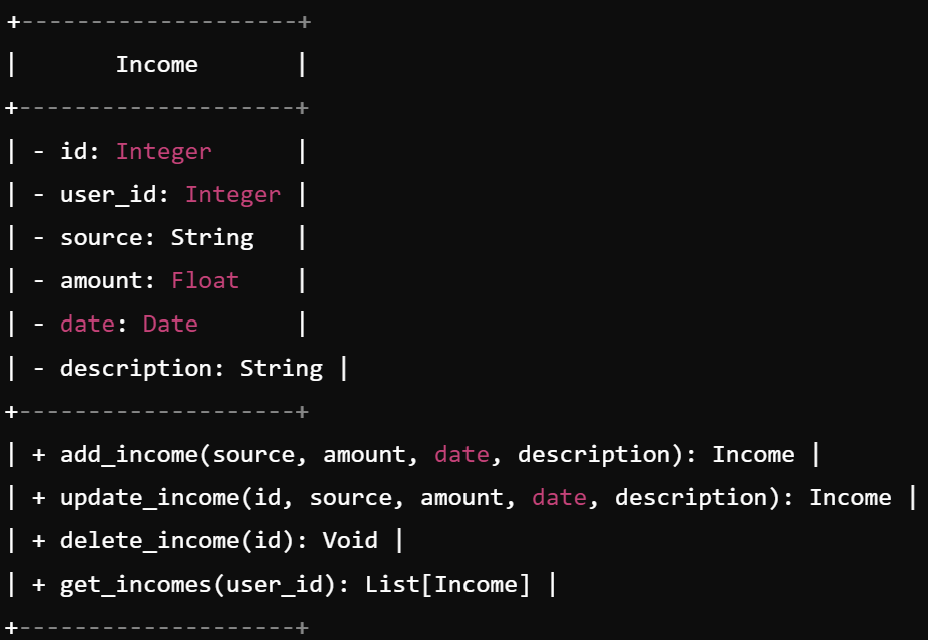 +--------------------+
|       Income       |
+--------------------+
| - id: Integer      |
| - user_id: Integer |
| - source: String   |
| - amount: Float    |
| - date: Date       |
| - description: String |
+--------------------+
| + add_income(source, amount, date, description): Income |
| + update_income(id, source, amount, date, description): Income |
| + delete_income(id): Void |
| + get_incomes(user_id): List[Income] |
+--------------------+